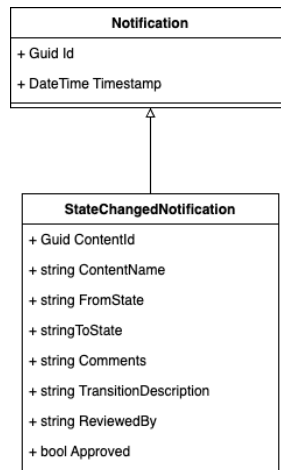 Notification
+ Guid Id
+ DateTime Timestamp
StateChangedNotification
+ Guid ContentId
+ string ContentName
+ string FromState
+ stringToState
+ string Comments
+ string TransitionDescription
+ string ReviewedBy
+ bool Approved